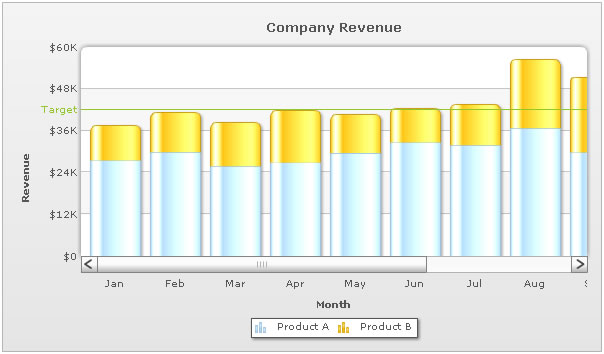 Company Revenue
$60K
$48K
Target
$36K
$24K
$12K
$0
Revenue
Jan Feb Mar Apr May Jun Jul Aug
Month
Product A Product B